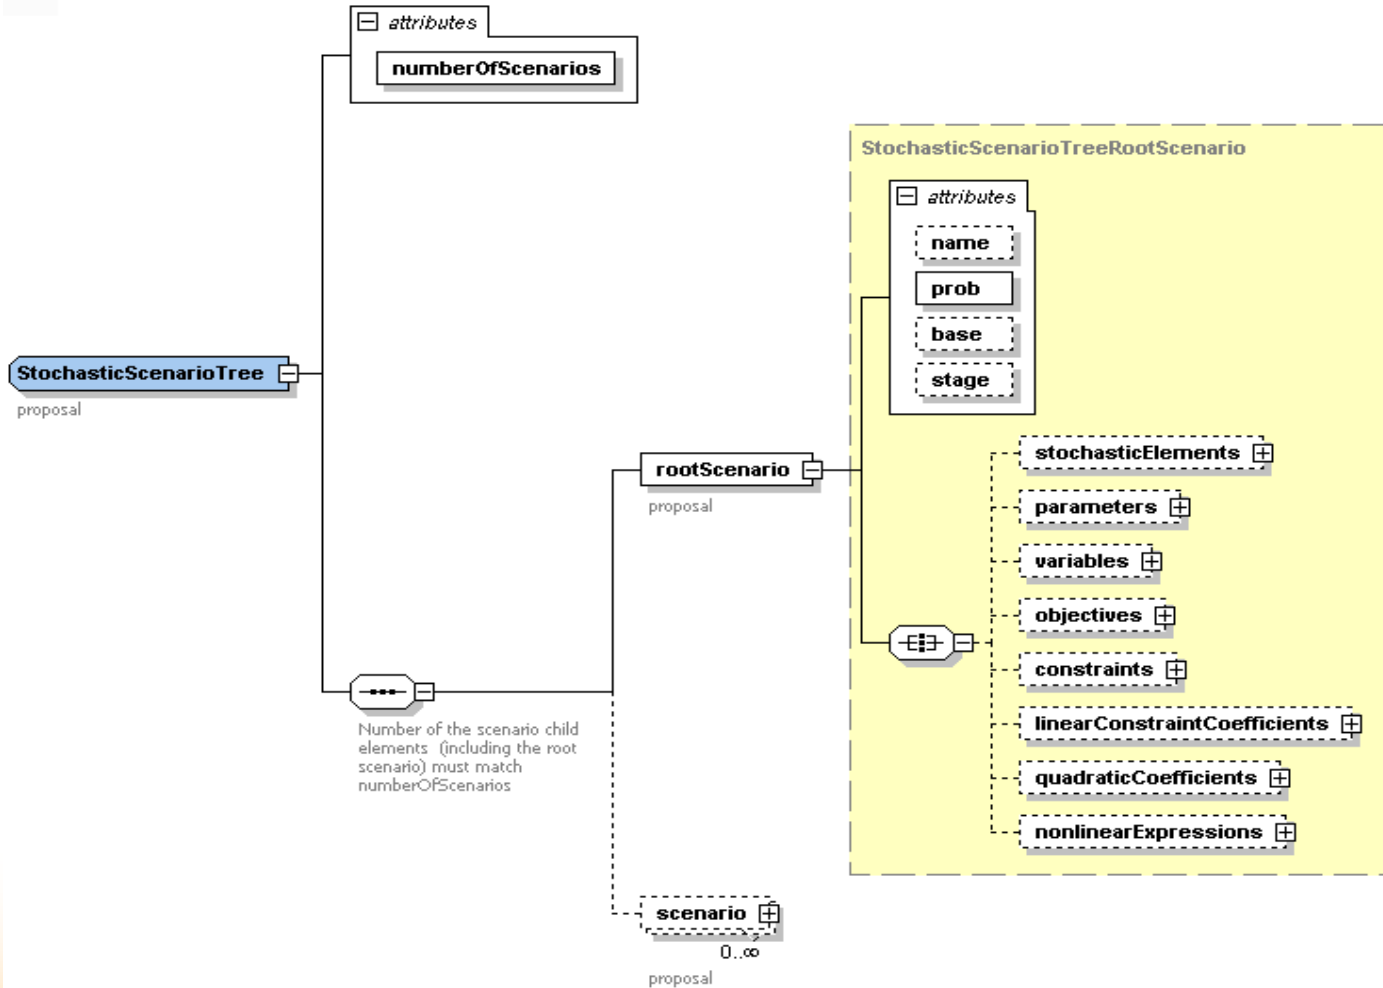 attributes
numberOfScenarios
StochasticScenarioTreeRootScenario
attributes
name
prob
base
stage
StochasticScenarioTree
proposal
rootScenario
proposal
stochasticElements
parameters
variables
objectives
constraints
linearConstraintCoefficients
quadraticCoefficients
nonlinearExpressions
Number of the scenario child
elements (including the root
scenario) must match
numberOfScenarios
scenario
0..∞
proposal